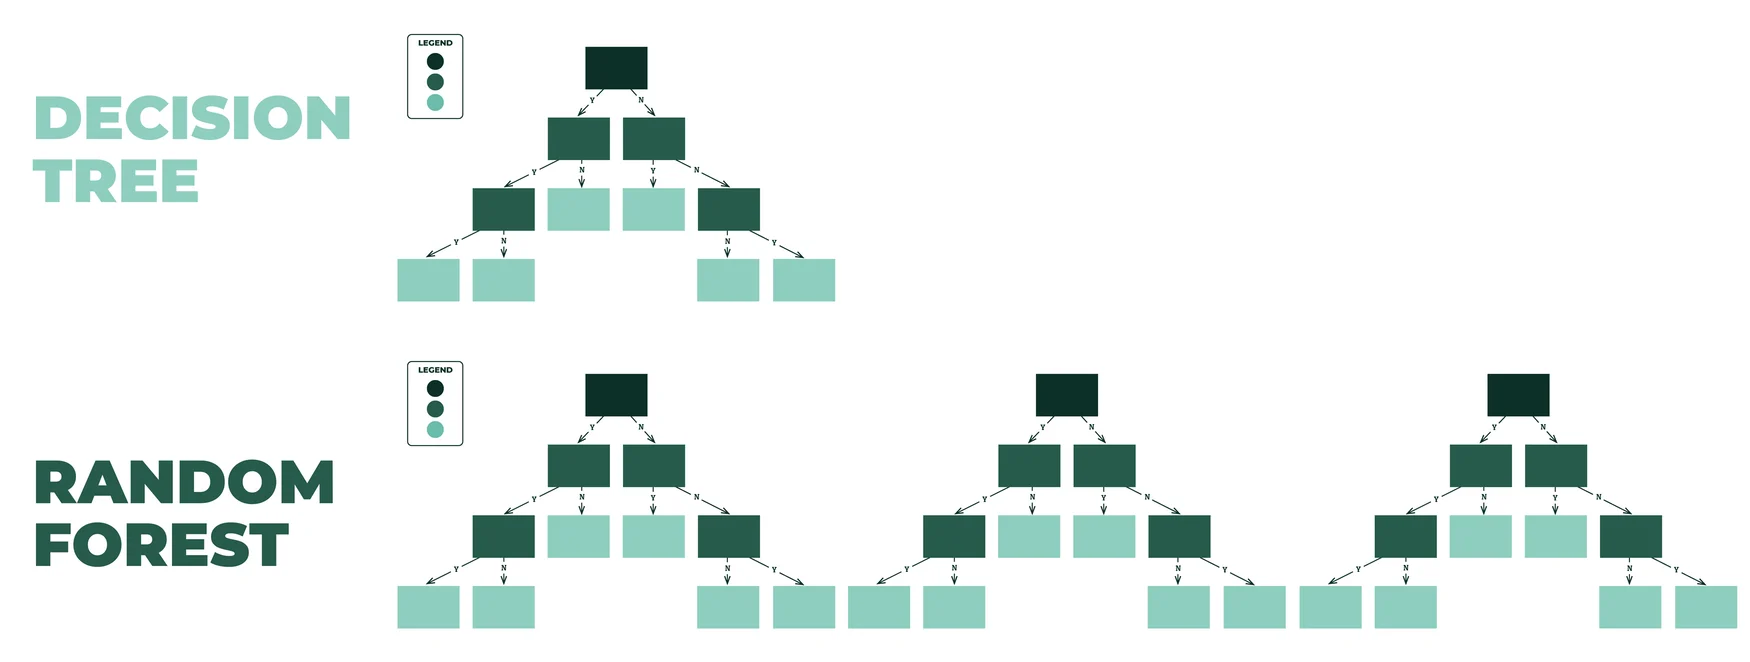 LEGEND
DECISION
TREE
Y N
Y N Y N
Y N N Y
LEGEND
RANDOM
FOREST
Y N Y N Y N
Y N Y N Y N Y N Y N Y N
Y N N Y Y N N Y Y N N Y